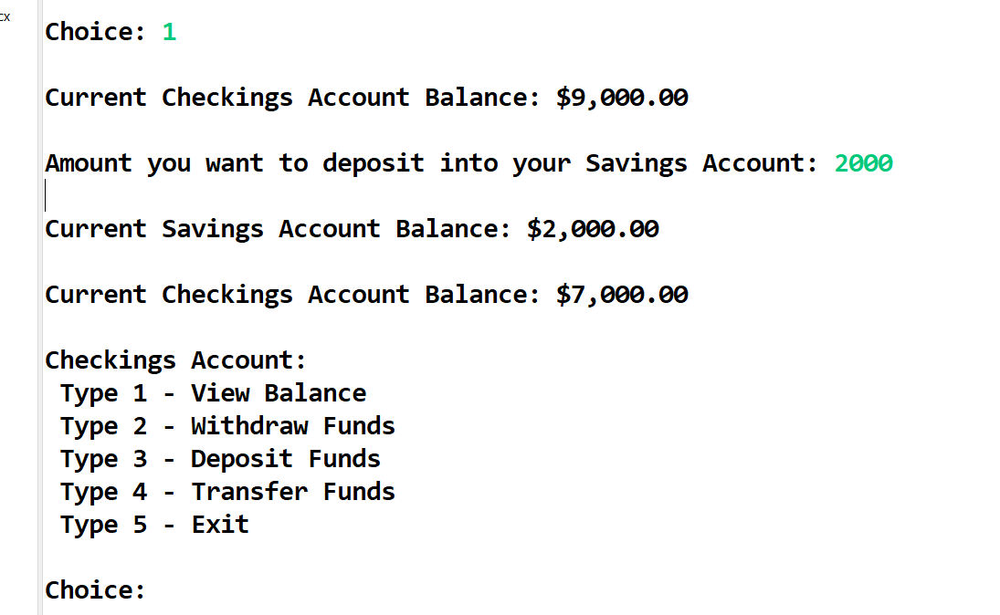 cx
Choice: 1
Current Checkings Account Balance: $9,000.00
Amount you want to deposit into your Savings Account: 2000
Current Savings Account Balance: $2,000.00
Current Checkings Account Balance: $7,000.00
Checkings Account:
Type 1 - View Balance
Type 2 - Withdraw Funds
Type 3 - Deposit Funds
Type 4 - Transfer Funds
Type 5 - Exit
Choice: